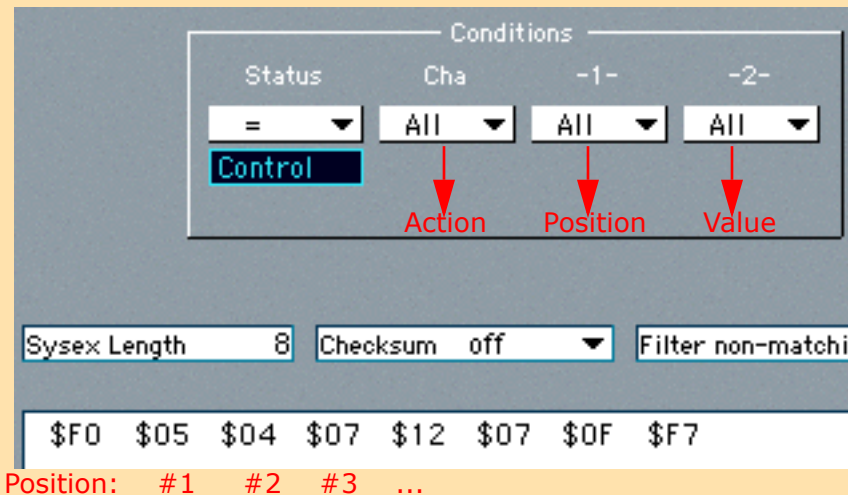 Conditions
Status Cha -1- -2-
= All All All
Control
Action Position Value
Sysex Length 8 Checksum off Filter non-matchi
$F0 $05 $04 $07 $12 $07 $0F $F7
Position: #1 #2 #3 ...